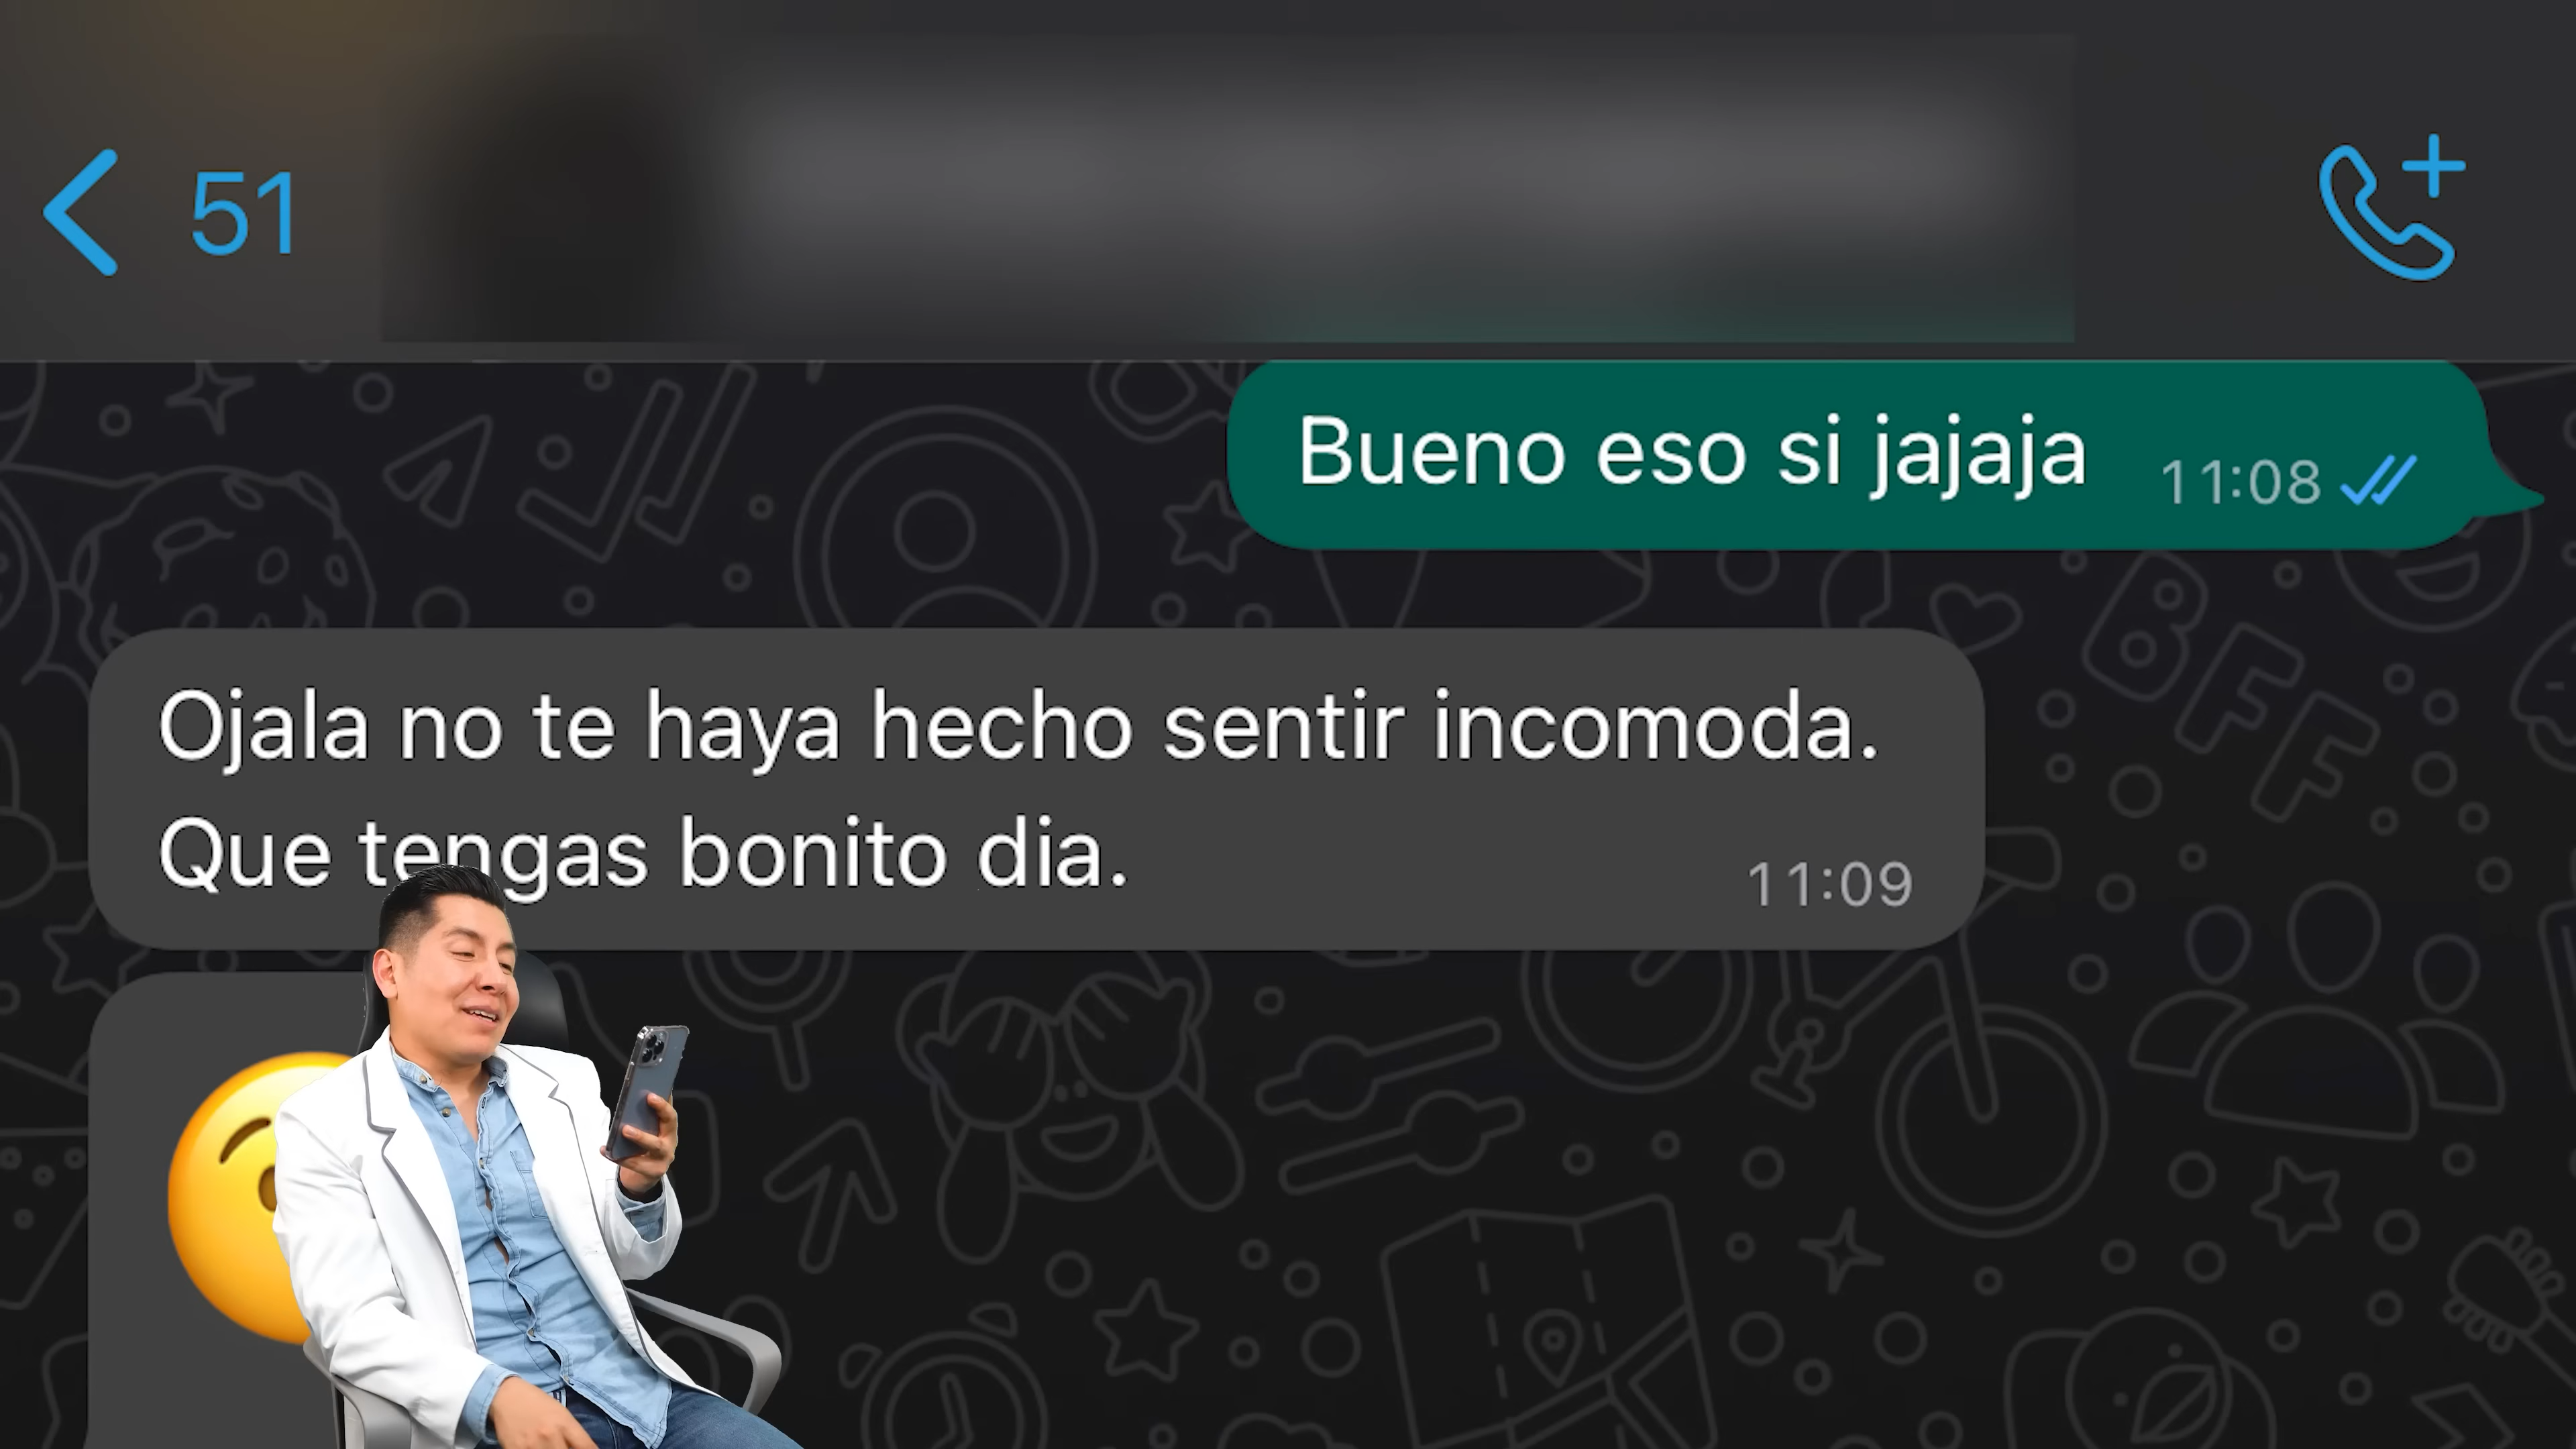 51
Bueno eso si jajaja 11:08
Ojala no te haya hecho sentir incomoda.
Que tengas bonito dia.
11:09
BFF